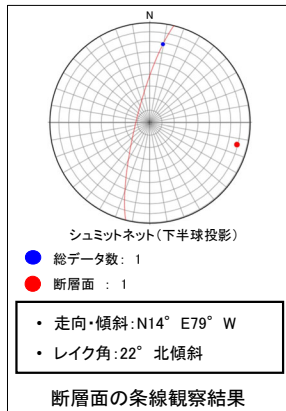 N
シュミットネット(下半球投影)
総データ数: 1
断層面 : 1
• 走向・傾斜:N14° E79° W
• レイク角:22° 北傾斜
断層面の条線観察結果